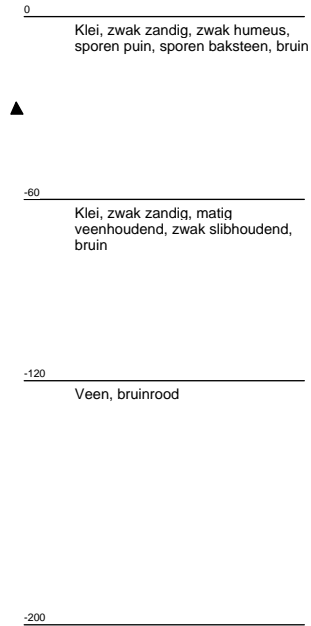 0
Klei, zwak zandig, zwak humeus,
sporen puin, sporen baksteen, bruin
-60
Klei, zwak zandig, matig
veenhoudend, zwak slibhoudend,
bruin
-120
Veen, bruinrood
-200